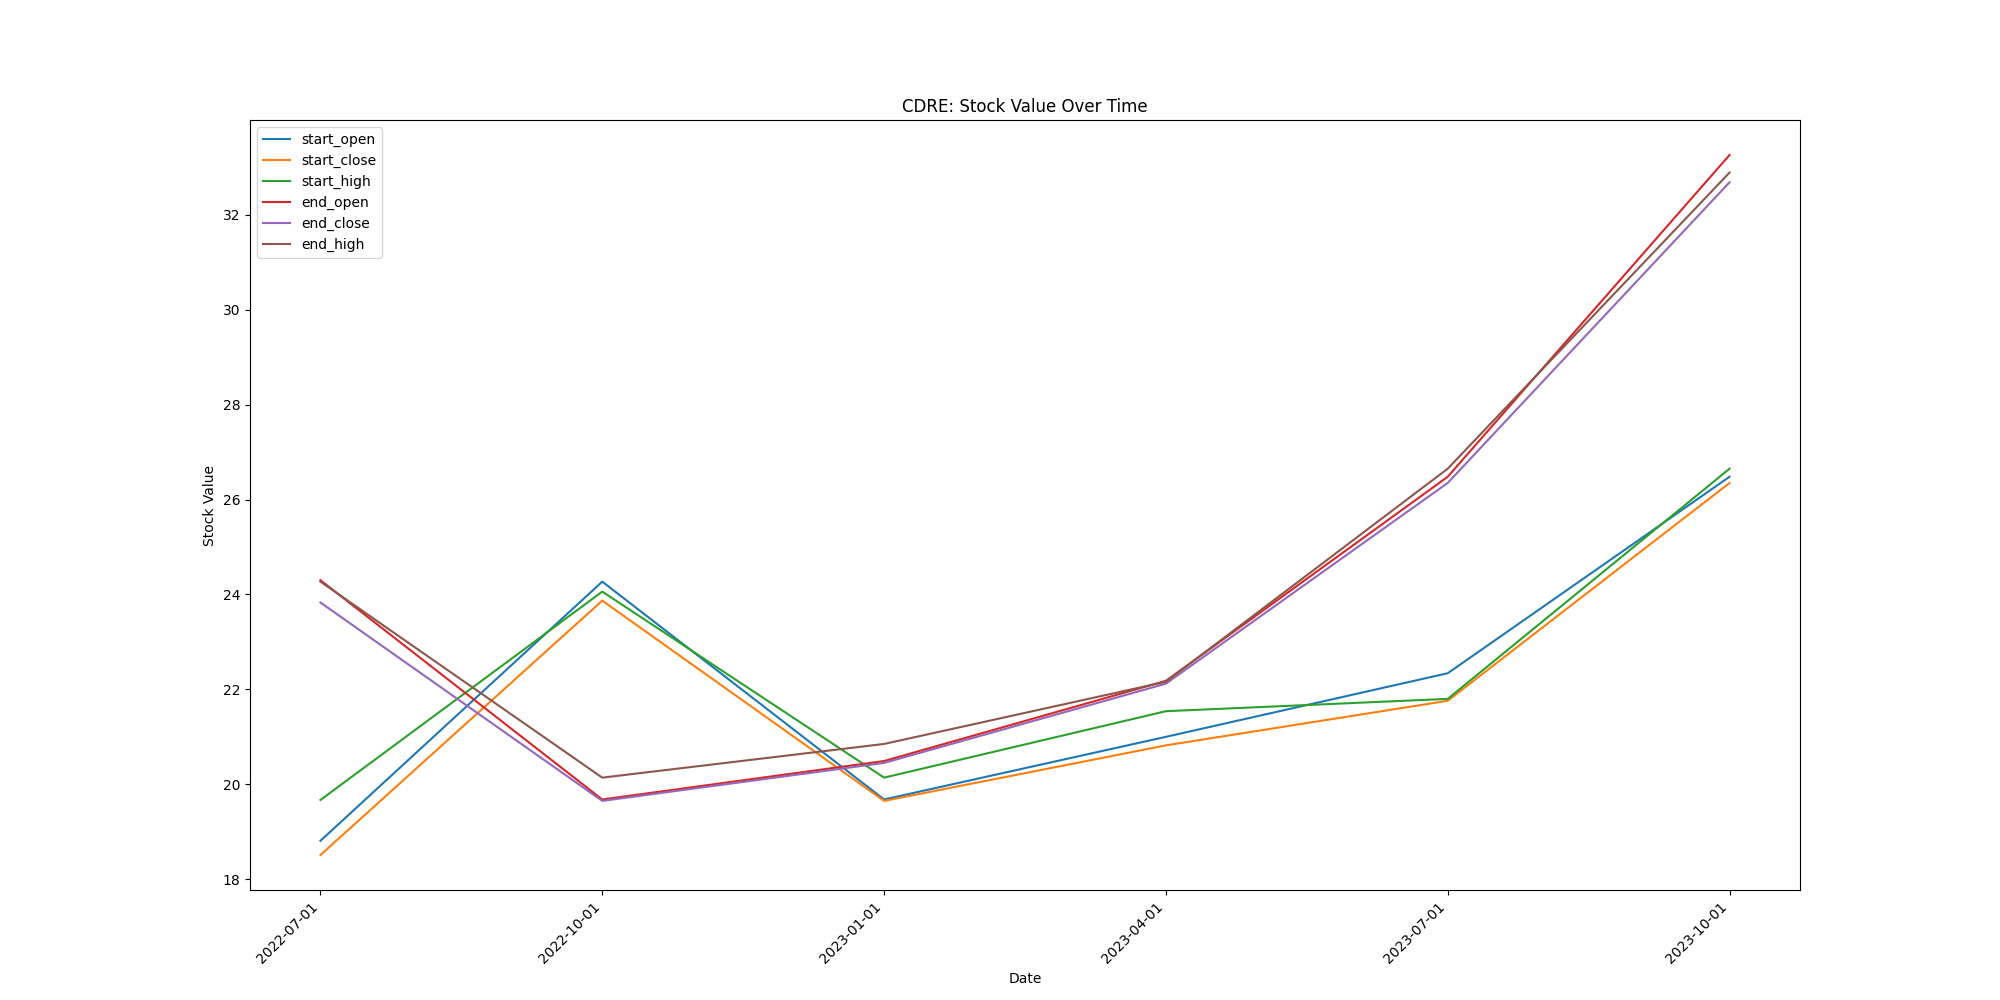 CDRE: Stock Value Over Time
start_open
start_close
start_high
end_open
end_close
end_high
Stock Value
32
30
28
26
24
22
20
18
2022-07-01
2022-10-01
2023-01-01
2023-04-01
2023-07-01
2023-10-01
Date